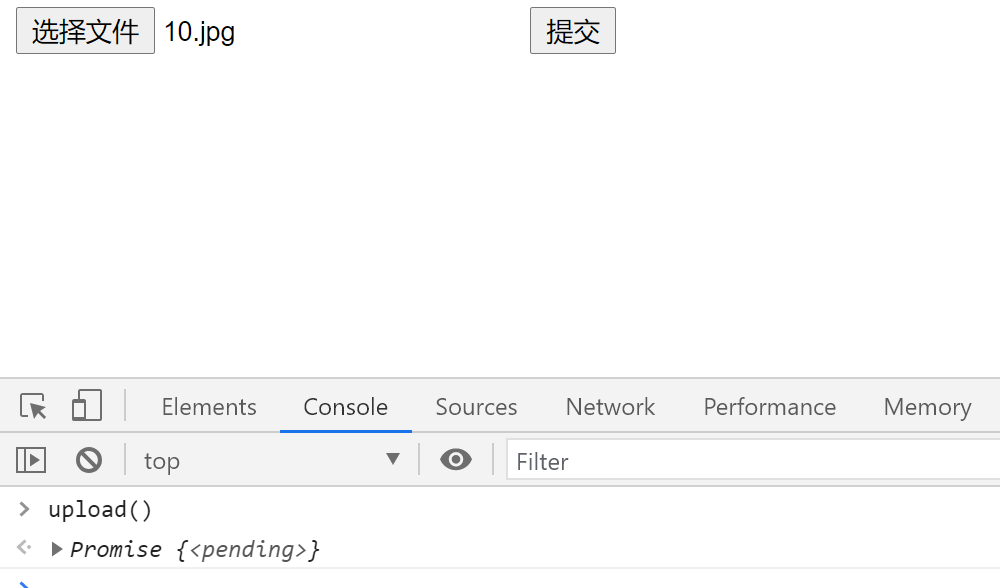 选择文件 10.jpg 提交
Elements Console Sources Network Performance Memory
top Filter
upload()
Promise {<pending>}